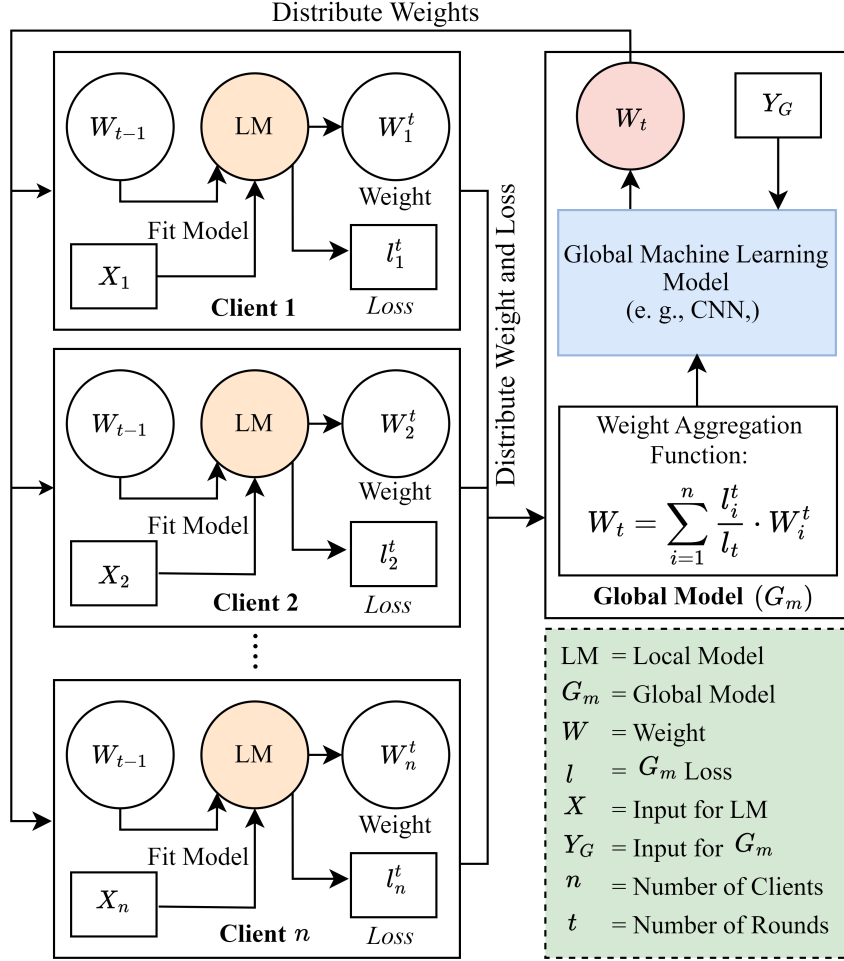 Distribute Weights
W_{t-1}
LM
W_1^t
Weight
Fit Model
X_1
l_1^t
Loss
Client 1
W_{t-1}
LM
W_2^t
Weight
Fit Model
X_2
l_2^t
Loss
Client 2
W_{t-1}
LM
W_n^t
Weight
Fit Model
X_n
l_n^t
Loss
Client n
Distribute Weight and Loss
W_t
Y_G
Global Machine Learning
Model
(e. g., CNN,)
Weight Aggregation
Function:
W_t = \sum_{i=1}^{n} \frac{l_i^t}{l_t} \cdot W_i^t
Global Model (G_m)
LM = Local Model
G_m = Global Model
W = Weight
l = G_m Loss
X = Input for LM
Y_G = Input for G_m
n = Number of Clients
t = Number of Rounds